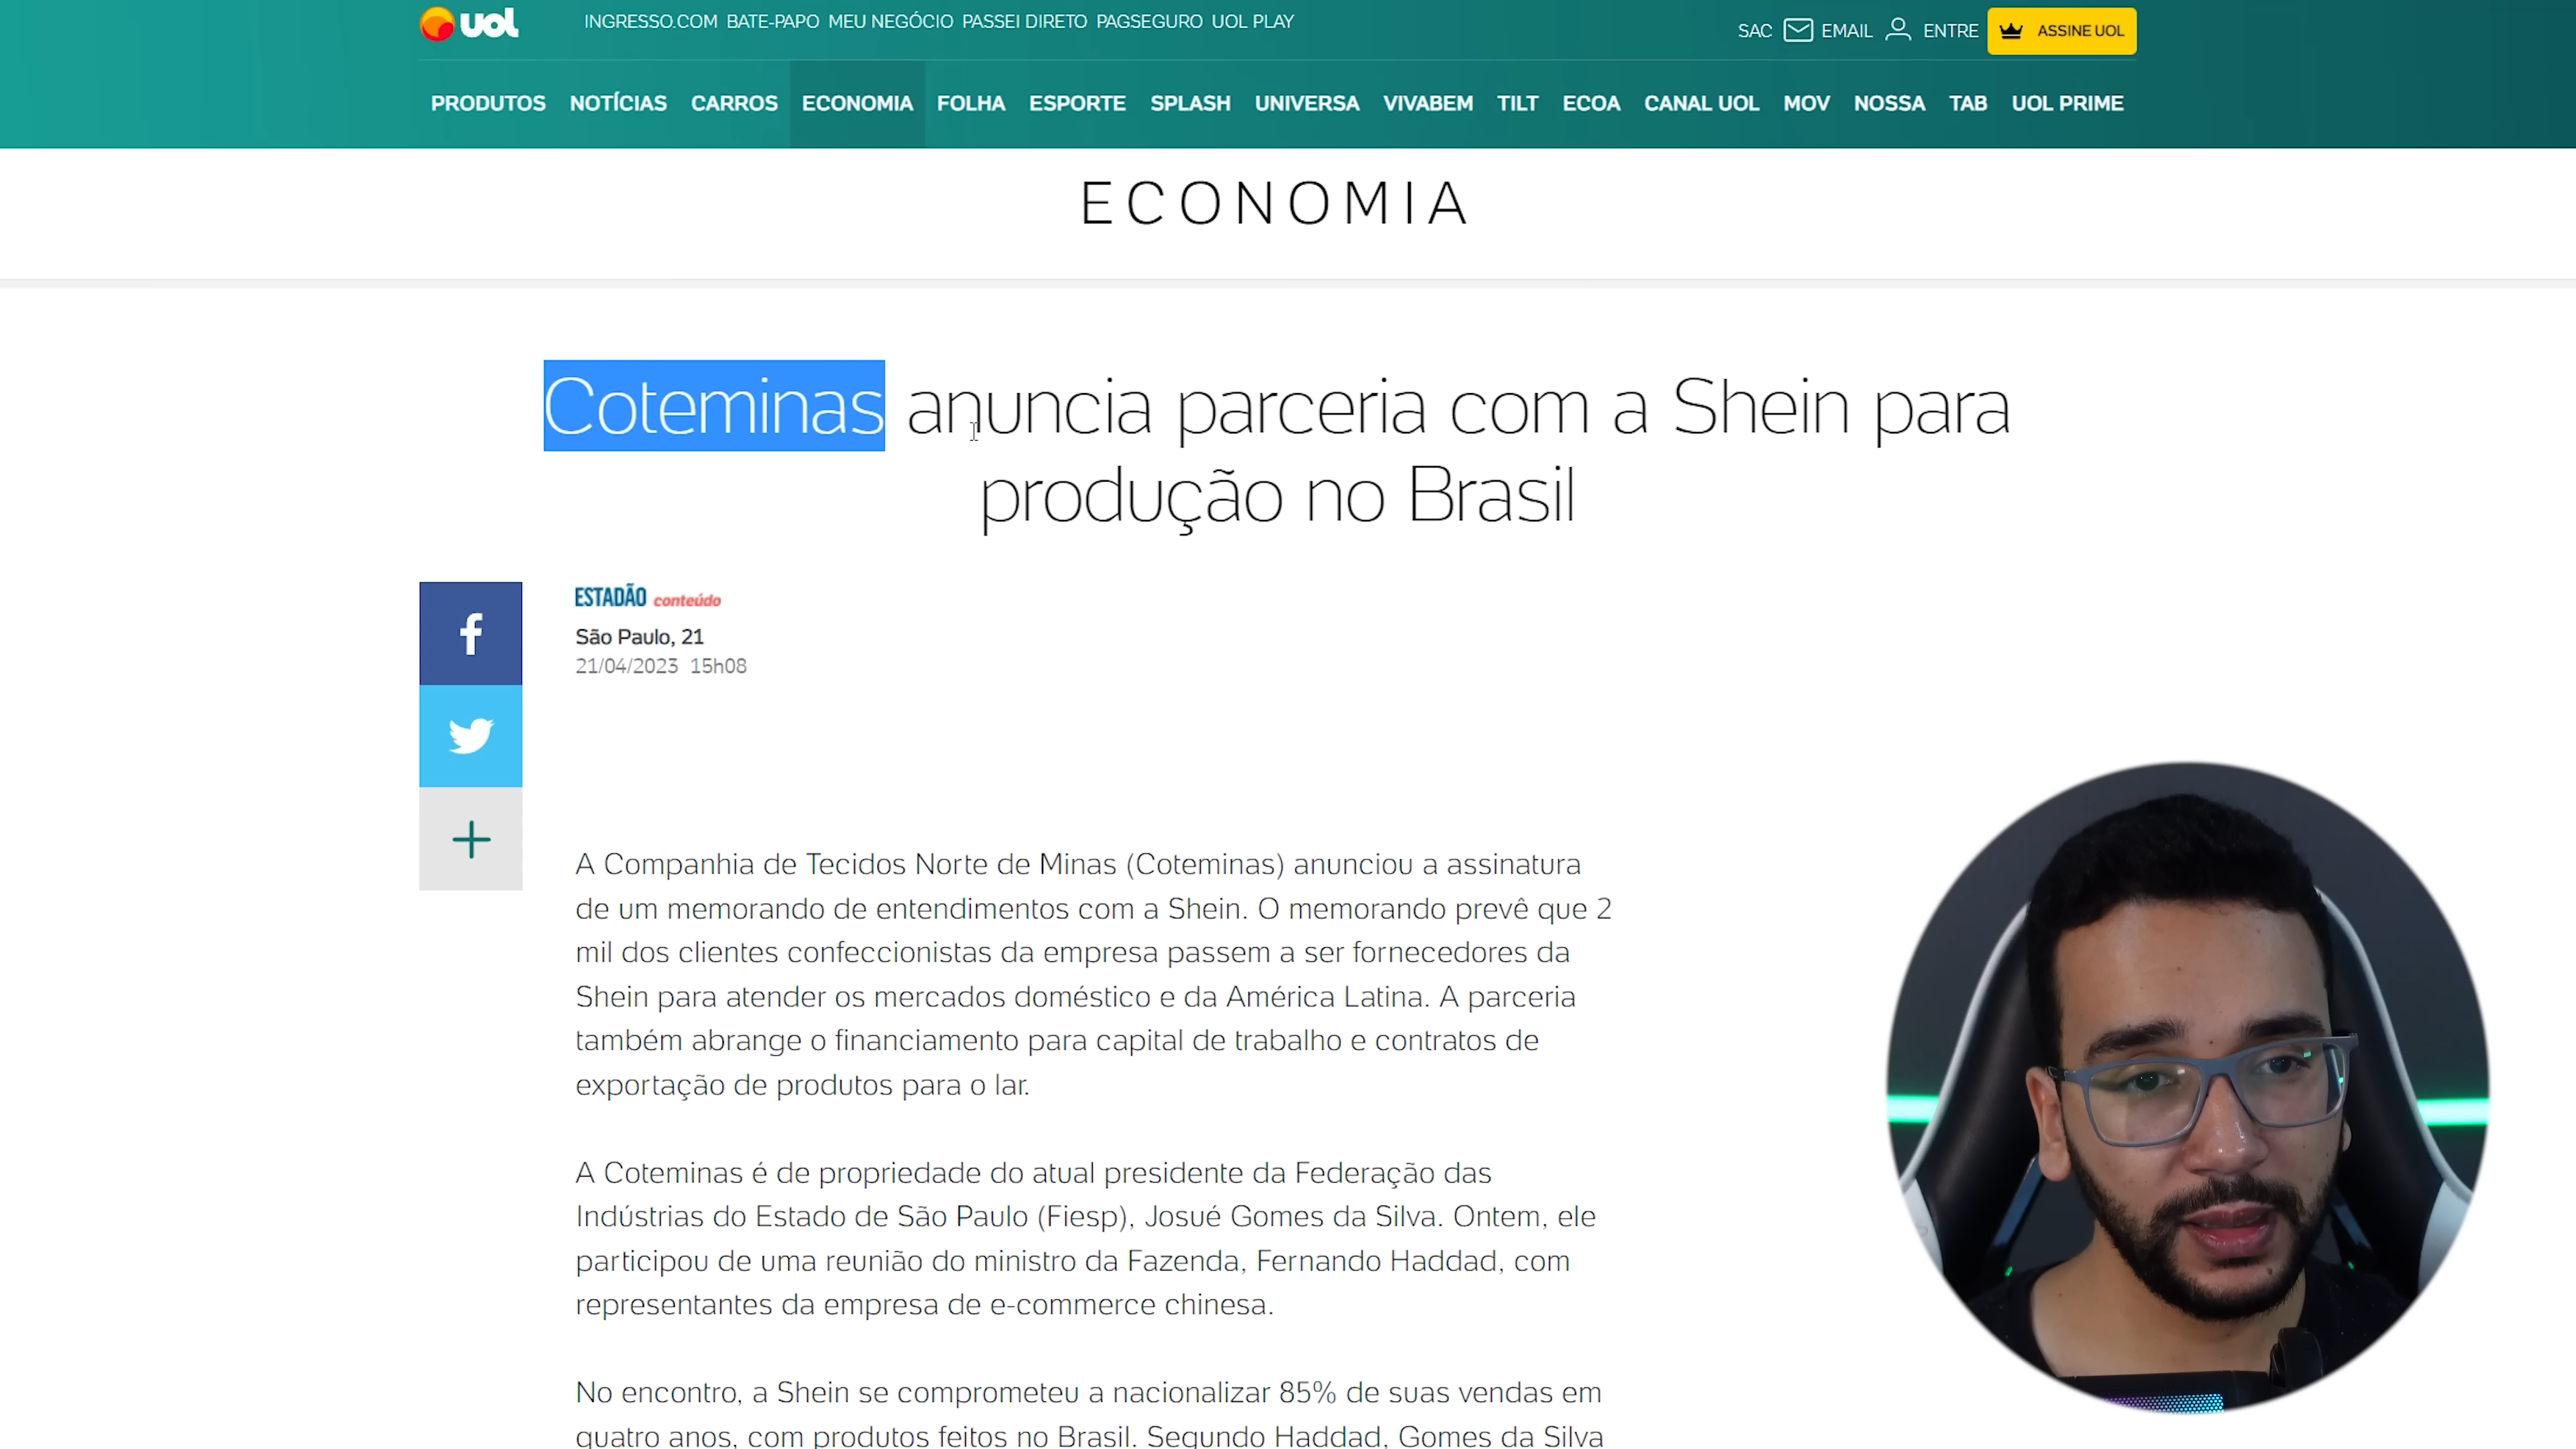 uol
INGRESSO.COM BATE-PAPO MEU NEGÓCIO PASSEI DIRETO PAGSEGURO UOL PLAY
SAC EMAIL ENTRE ASSINE UOL
PRODUTOS NOTÍCIAS CARROS ECONOMIA FOLHA ESPORTE SPLASH UNIVERSA VIVABEM TILT ECOA CANAL UOL MOV NOSSA TAB UOL PRIME
ECONOMIA
Coteminas anuncia parceria com a Shein para
produção no Brasil
ESTADÃO conteúdo
São Paulo, 21
21/04/2023 15h08
A Companhia de Tecidos Norte de Minas (Coteminas) anunciou a assinatura
de um memorando de entendimentos com a Shein. O memorando prevê que 2
mil dos clientes confeccionistas da empresa passem a ser fornecedores da
Shein para atender os mercados doméstico e da América Latina. A parceria
também abrange o financiamento para capital de trabalho e contratos de
exportação de produtos para o lar.
A Coteminas é de propriedade do atual presidente da Federação das
Indústrias do Estado de São Paulo (Fiesp), Josué Gomes da Silva. Ontem, ele
participou de uma reunião do ministro da Fazenda, Fernando Haddad, com
representantes da empresa de e-commerce chinesa.
No encontro, a Shein se comprometeu a nacionalizar 85% de suas vendas em
quatro anos, com produtos feitos no Brasil. Segundo Haddad, Gomes da Silva